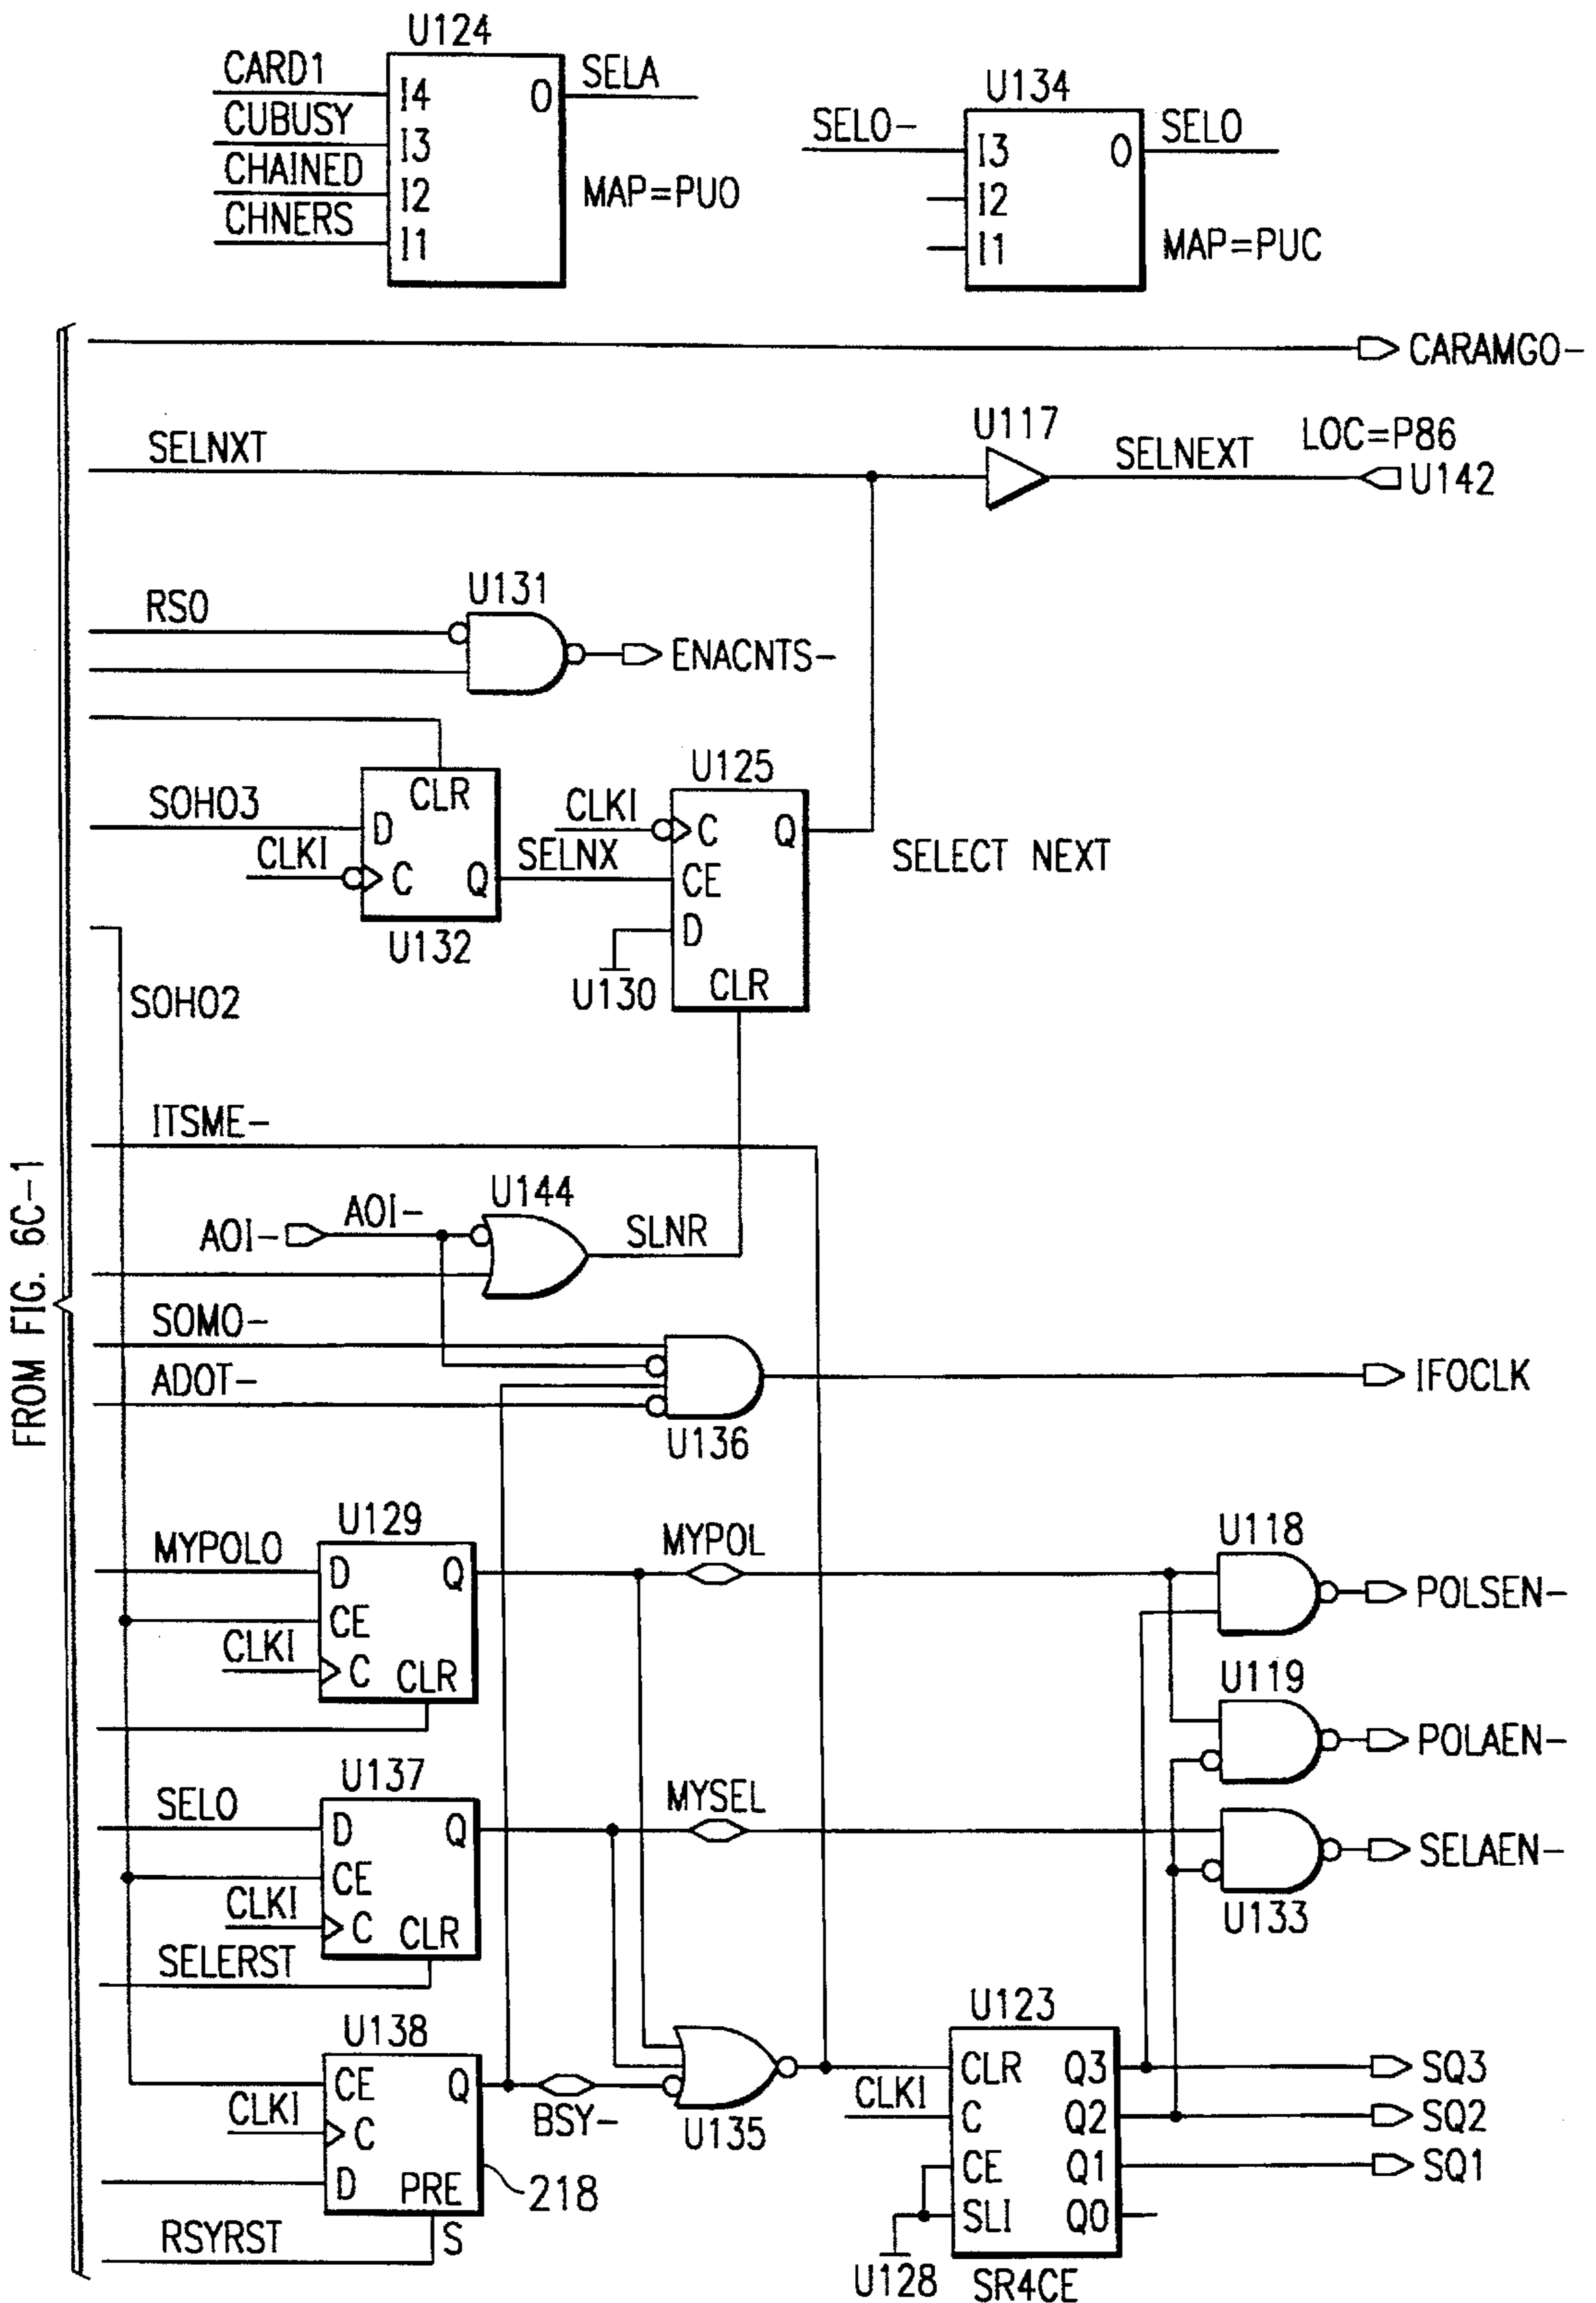 U124
CARD1
I4
O
SELA
CUBUSY
I3
CHAINED
I2
MAP=PUO
CHNERS
I1
U134
SELO-
I3
O
SELO
I2
I1
MAP=PUC
CARAMGO-
SELNXT
U117
SELNEXT
LOC=P86
U142
RSO
U131
ENACNTS-
CLR
SOHO3
D
CLKI
C
Q
U132
SELNX
U125
CLKI
C
Q
CE
D
U130
CLR
SELECT NEXT
SOHO2
ITSME-
FROM FIG. 6C-1
AOI-
AOI-
U144
SLNR
SOMO-
ADOT-
U136
IFOCLK
U129
MYPOLO
D
Q
CE
CLKI
C
CLR
MYPOL
U118
POLSEN-
U119
POLAEN-
U137
SELO
D
Q
CE
CLKI
C
CLR
SELERST
MYSEL
SELAEN-
U133
U138
CE
Q
CLKI
C
D
PRE
218
RSYRST
S
BSY-
U135
U123
CLR
Q3
SQ3
CLKI
C
Q2
SQ2
CE
Q1
SQ1
SLI
Q0
U128
SR4CE